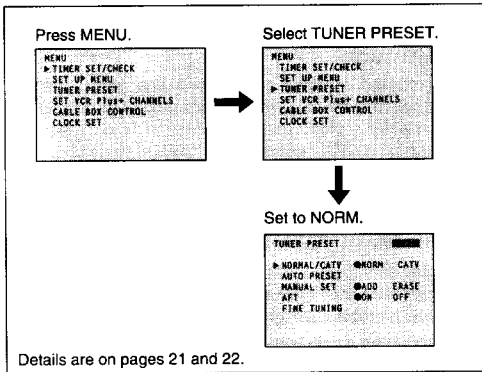 Press MENU.
MENU
▶ TIMER SET/CHECK
SET UP MENU
TUNER PRESET
SET VCR Plus+ CHANNELS
CABLE BOX CONTROL
CLOCK SET
Select TUNER PRESET.
MENU
TIMER SET/CHECK
SET UP MENU
▶ TUNER PRESET
SET VCR Plus+ CHANNELS
CABLE BOX CONTROL
CLOCK SET
Set to NORM.
TUNER PRESET
▶ NORMAL/CATV ●NORM CATV
AUTO PRESET
MANUAL SET ●ADD ERASE
AFT ●ON OFF
FINE TUNING
Details are on pages 21 and 22.